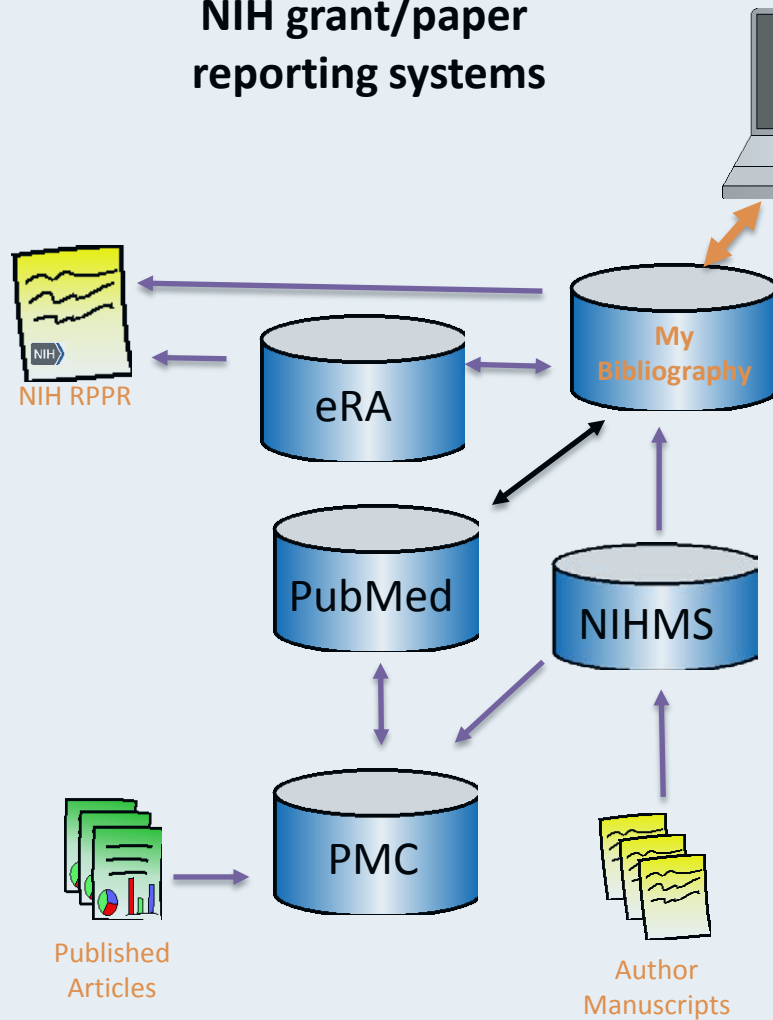 NIH grant/paper
reporting systems
My
Bibliography
NIH
NIH RPPR
eRA
PubMed
NIHMS
PMC
Published
Articles
Author
Manuscripts